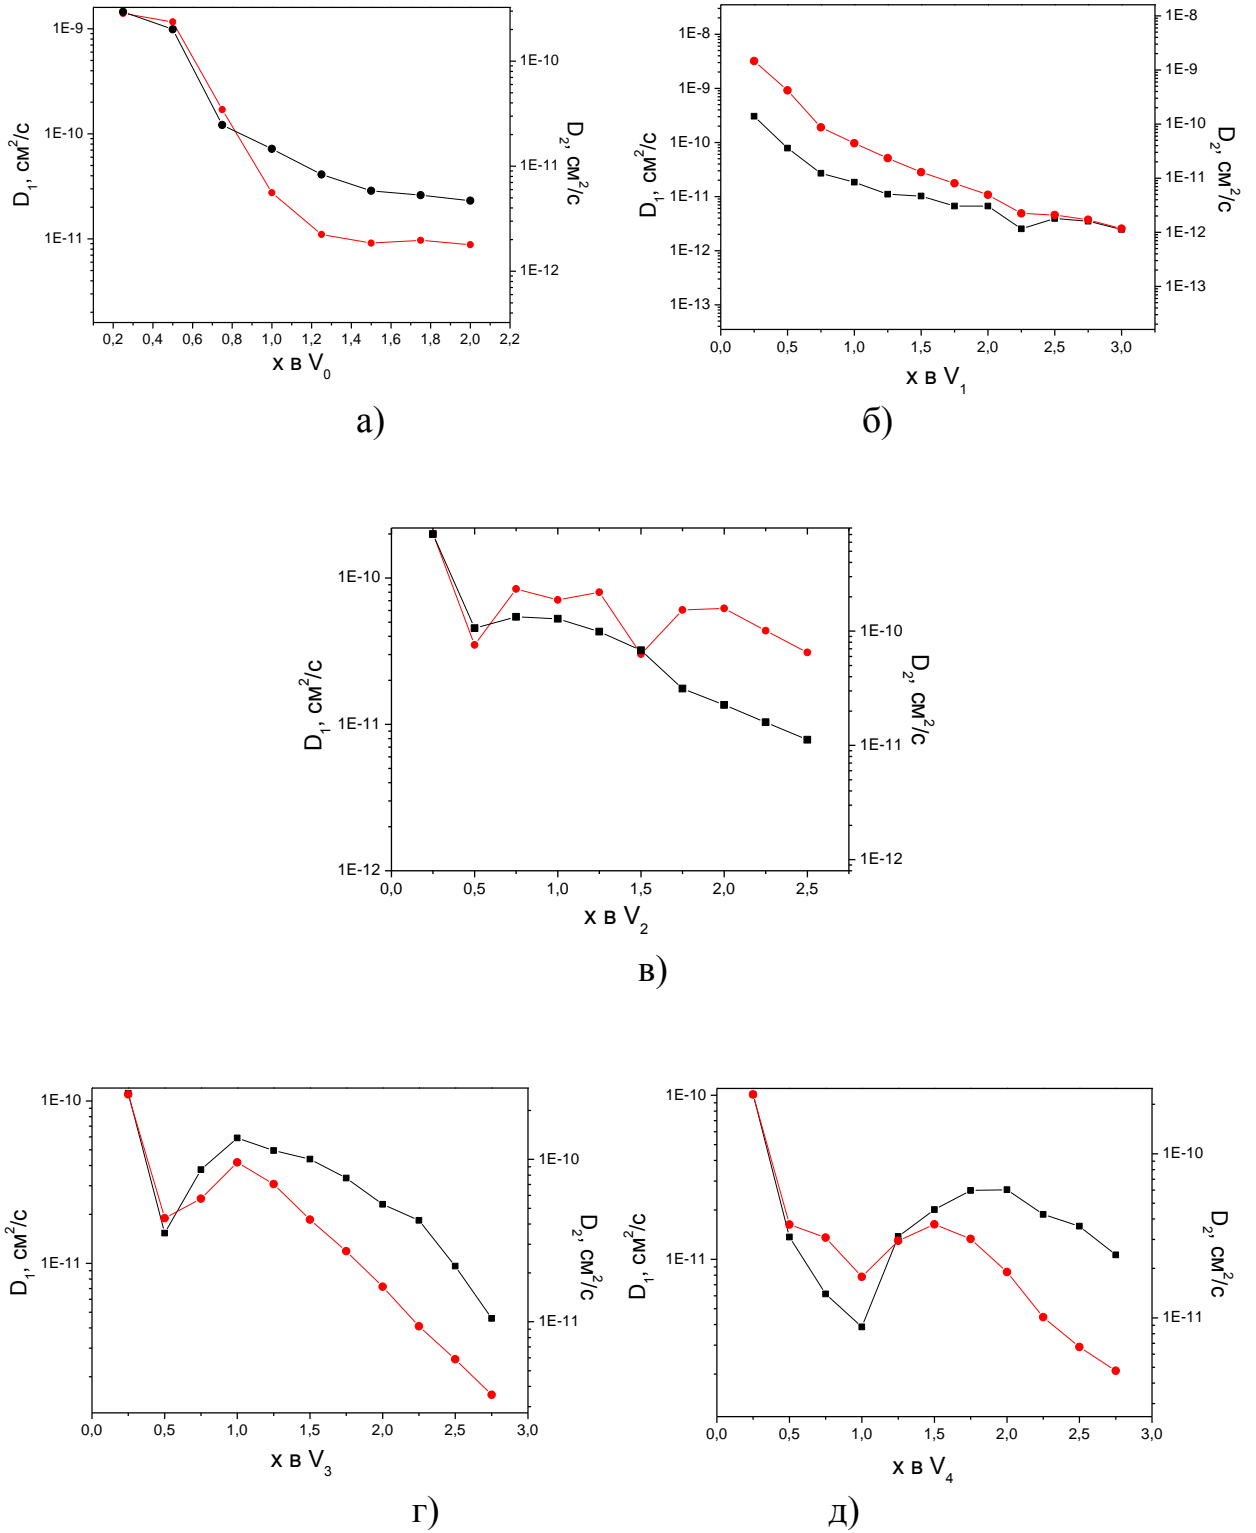 1E-9
1E-10
1E-11
D₁, см²/с
1E-10
1E-11
1E-12
D₂, см²/с
0,2 0,4 0,6 0,8 1,0 1,2 1,4 1,6 1,8 2,0 2,2
х в V₀
а)
1E-8
1E-9
1E-10
1E-11
1E-12
1E-13
D₁, см²/с
1E-8
1E-9
1E-10
1E-11
1E-12
1E-13
D₂, см²/с
0,0 0,5 1,0 1,5 2,0 2,5 3,0
х в V₁
б)
1E-10
1E-11
1E-12
D₁, см²/с
1E-10
1E-11
1E-12
D₂, см²/с
0,0 0,5 1,0 1,5 2,0 2,5
х в V₂
в)
1E-10
1E-11
D₁, см²/с
1E-10
1E-11
D₂, см²/с
0,0 0,5 1,0 1,5 2,0 2,5 3,0
х в V₃
г)
1E-10
1E-11
D₁, см²/с
1E-10
1E-11
D₂, см²/с
0,0 0,5 1,0 1,5 2,0 2,5 3,0
х в V₄
д)